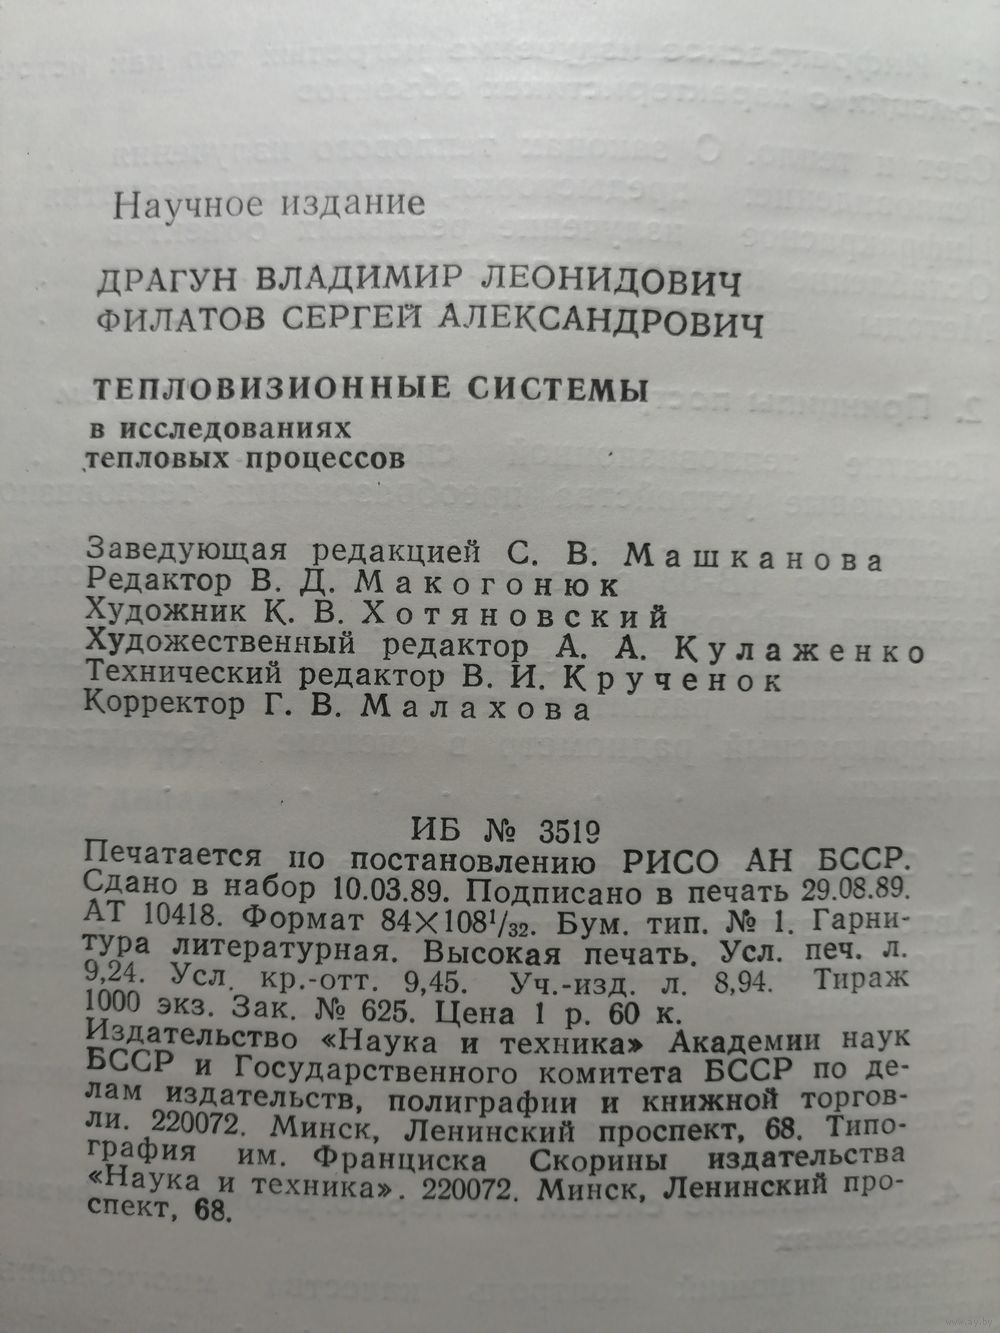 Научное издание
ДРАГУН ВЛАДИМИР ЛЕОНИДОВИЧ
ФИЛАТОВ СЕРГЕЙ АЛЕКСАНДРОВИЧ
ТЕПЛОВИЗИОННЫЕ СИСТЕМЫ
в исследованиях
тепловых процессов
Заведующая редакцией С. В. Машканова
Редактор В. Д. Макогонюк
Художник К. В. Хотяновский
Художественный редактор А. А. Кулаженко
Технический редактор В. И. Крученок
Корректор Г. В. Малахова
ИБ № 3519
Печатается по постановлению РИСО АН БССР.
Сдано в набор 10.03.89. Подписано в печать 29.08.89.
АТ 10418. Формат 84×108¹/₃₂. Бум. тип. № 1. Гарни-
тура литературная. Высокая печать. Усл. печ. л.
9,24. Усл. кр.-отт. 9,45. Уч.-изд. л. 8,94. Тираж
1000 экз. Зак. № 625. Цена 1 р. 60 к.
Издательство «Наука и техника» Академии наук
БССР и Государственного комитета БССР по де-
лам издательств, полиграфии и книжной торгов-
ли. 220072. Минск, Ленинский проспект, 68. Типо-
графия им. Франциска Скорины издательства
«Наука и техника». 220072. Минск, Ленинский про-
спект, 68.
www.ay.by